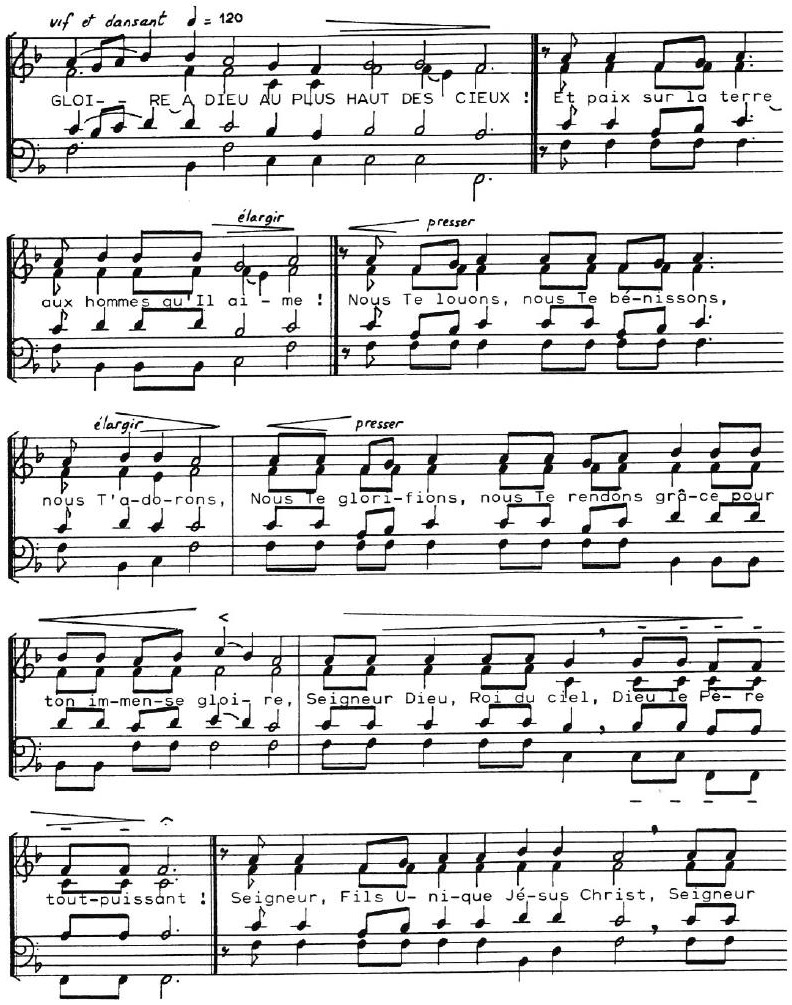 vif et dansant ♩ = 120
GLOI- - RE A DIEU AU PLUS HAUT DES CIEUX ! Et paix sur la terre
élargir presser
aux hommes qu'Il ai - me ! Nous Te louons, nous Te bé-nissons,
élargir presser
nous T'a-do-rons, Nous Te glori-fions, nous Te rendons grâ-ce pour
ton im-men-se gloi- re, Seigneur Dieu, Roi du ciel, Dieu le Pè- re
tout-puissant ! Seigneur, Fils U- ni-que Jé-sus Christ, Seigneur